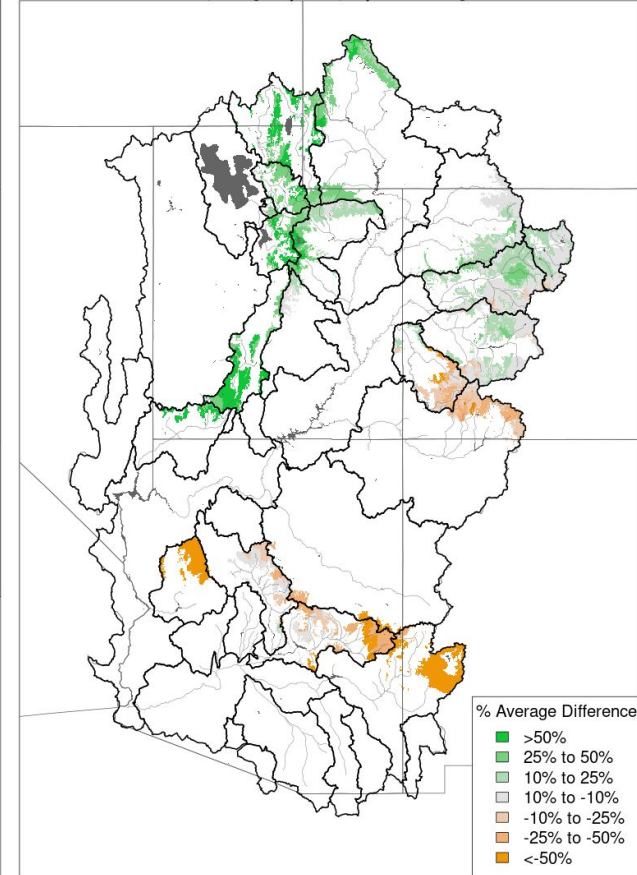 % Average Difference
>50%
25% to 50%
10% to 25%
10% to -10%
-10% to -25%
-25% to -50%
<-50%